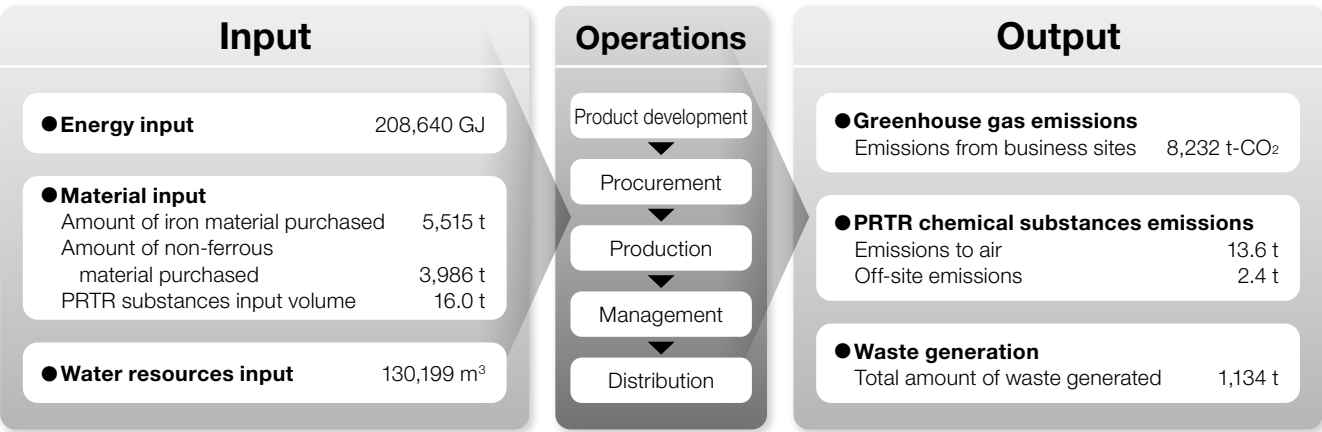 Input
●Energy input 208,640 GJ
●Material input
Amount of iron material purchased 5,515 t
Amount of non-ferrous
material purchased 3,986 t
PRTR substances input volume 16.0 t
●Water resources input 130,199 m³
Operations
Product development
Procurement
Production
Management
Distribution
Output
●Greenhouse gas emissions
Emissions from business sites 8,232 t-CO₂
●PRTR chemical substances emissions
Emissions to air 13.6 t
Off-site emissions 2.4 t
●Waste generation
Total amount of waste generated 1,134 t